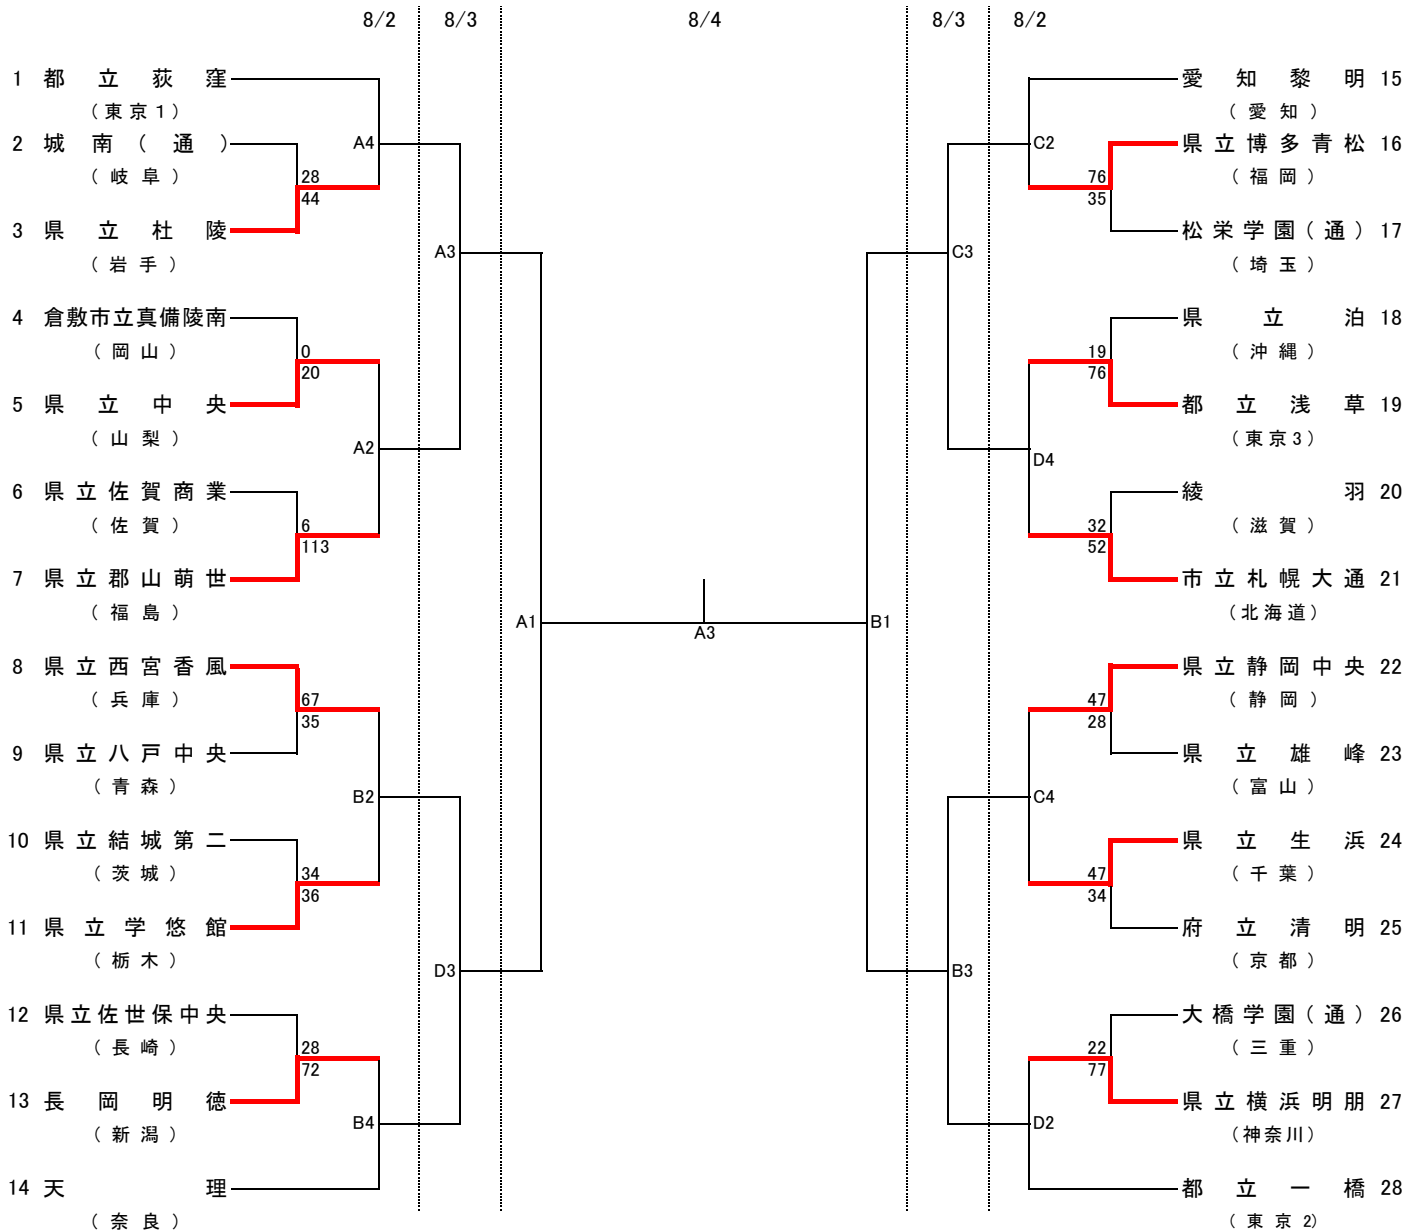 8/2 8/3 8/4 8/3 8/2
1 都立荻窪
(東京1)
2 城南(通)
(岐阜)
28
44
3 県立杜陵
(岩手)
A4
4 倉敷市立真備陵南
(岡山)
0
20
5 県立中央
(山梨)
A3
A2
6 県立佐賀商業
(佐賀)
6
113
7 県立郡山萌世
(福島)
A1
8 県立西宮香風
(兵庫)
67
35
9 県立八戸中央
(青森)
B2
10 県立結城第二
(茨城)
34
36
11 県立学悠館
(栃木)
D3
12 県立佐世保中央
(長崎)
28
72
13 長岡明徳
(新潟)
B4
14 天理
(奈良)
A3
愛知黎明 15
(愛知)
C2
県立博多青松 16
(福岡)
76
35
松栄学園(通) 17
(埼玉)
C3
県立泊 18
(沖縄)
19
76
都立浅草 19
(東京3)
D4
綾羽 20
(滋賀)
32
52
市立札幌大通 21
(北海道)
B1
県立静岡中央 22
(静岡)
47
28
県立雄峰 23
(富山)
C4
県立生浜 24
(千葉)
47
34
府立清明 25
(京都)
B3
大橋学園(通) 26
(三重)
22
77
県立横浜明朋 27
(神奈川)
D2
都立一橋 28
(東京2)